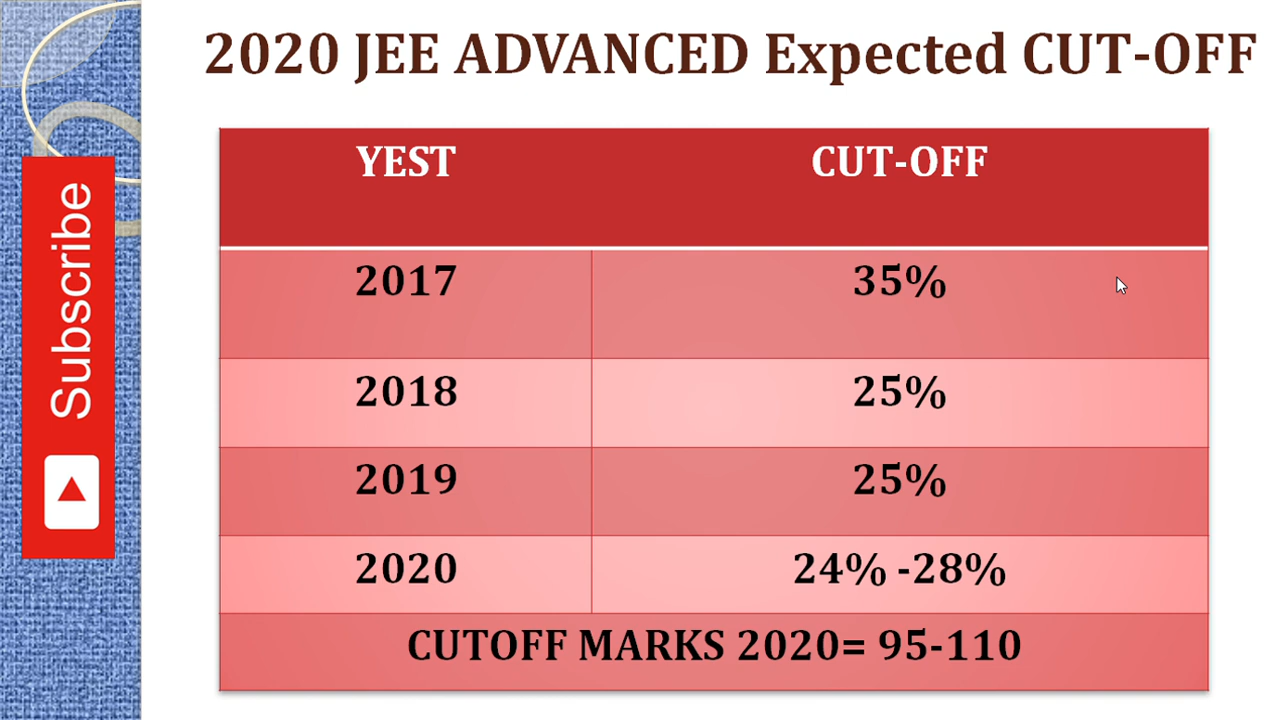 2020 JEE ADVANCED Expected CUT-OFF
Subscribe
YEST CUT-OFF
2017 35%
2018 25%
2019 25%
2020 24% -28%
CUTOFF MARKS 2020= 95-110